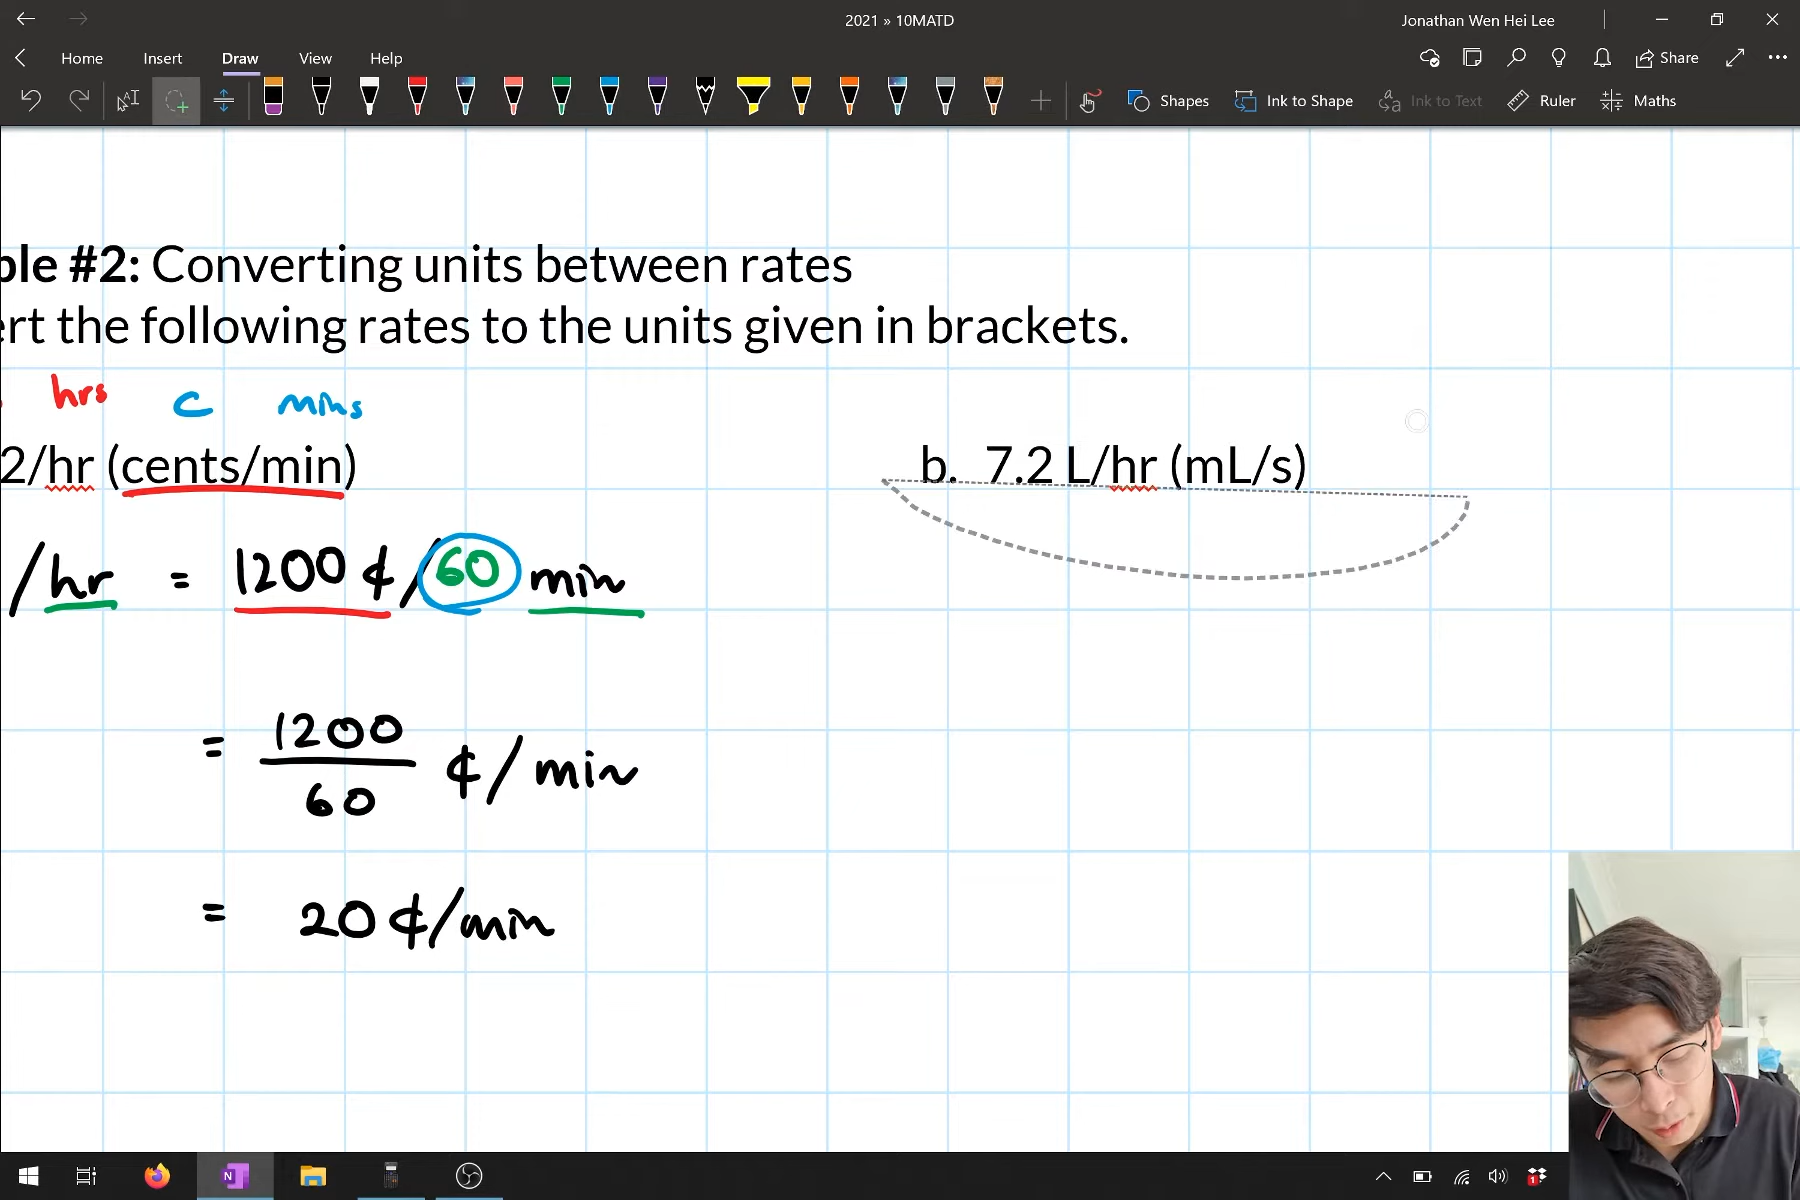 2021 » 10MATD
Jonathan Wen Hei Lee
Home Insert Draw View Help
Share
Shapes Ink to Shape Ink to Text Ruler Maths
ple #2: Converting units between rates
ert the following rates to the units given in brackets.
hrs c mins
2/hr (cents/min)
b. 7.2 L/hr (mL/s)
/hr = 1200 ¢/60 min
= 1200
60 ¢/min
= 20 ¢/min